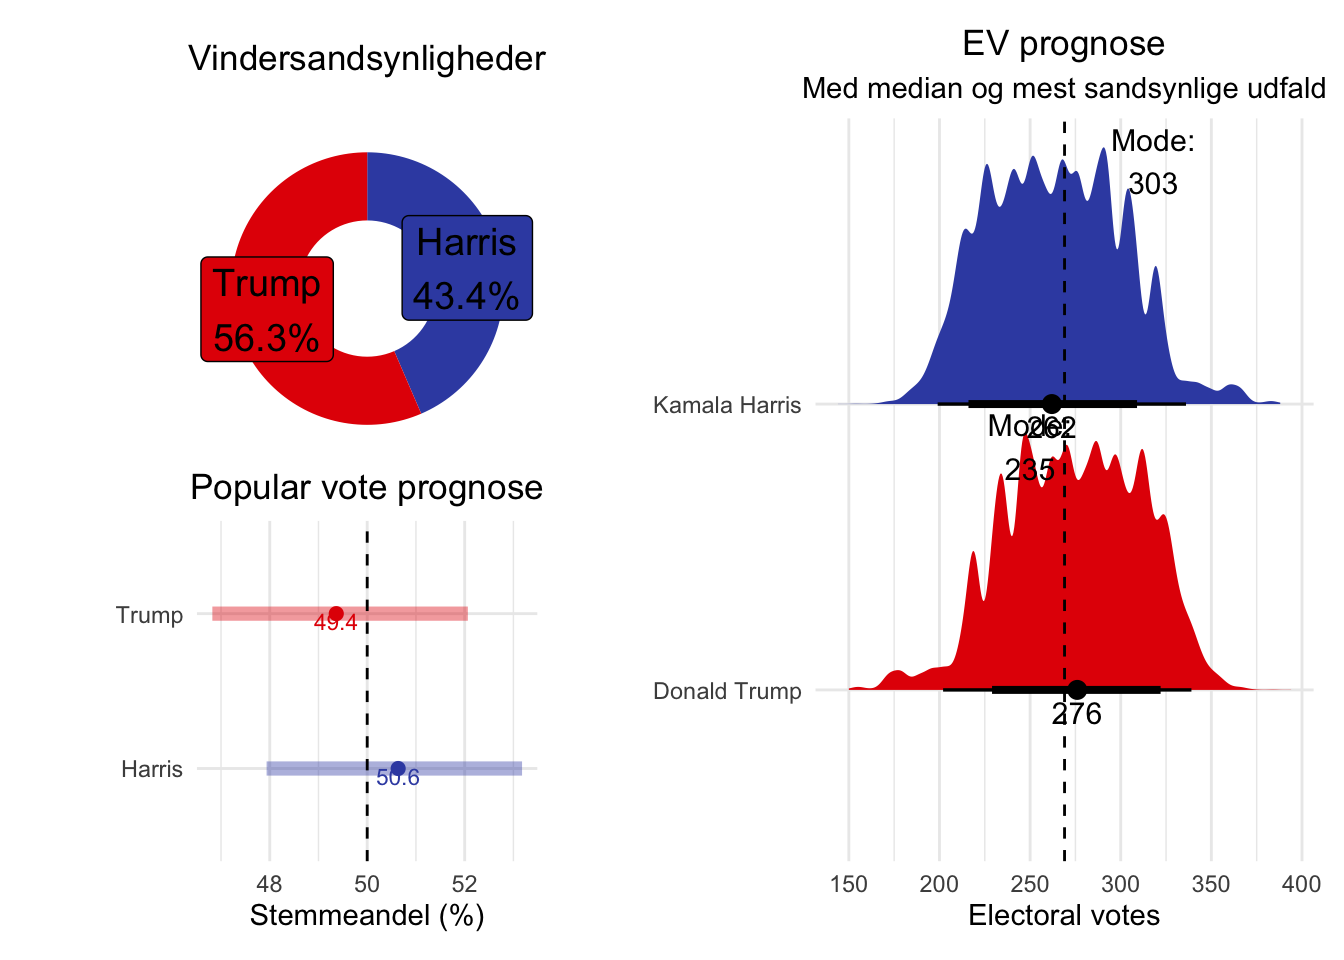 Vindersandsynligheder
Harris
43.4%
Trump
56.3%
Popular vote prognose
Trump
49.4
Harris
50.6
48 50 52
Stemmeandel (%)
EV prognose
Med median og mest sandsynlige udfald
Mode:
303
Kamala Harris
262
Mode:
235
Donald Trump
276
150 200 250 300 350 400
Electoral votes